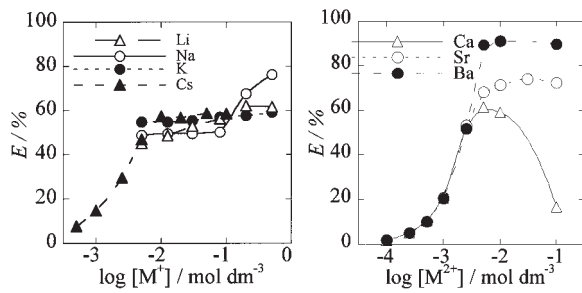 100
80
60
40
20
0
E / %
Li
Na
K
Cs
-3 -2 -1 0
log [M⁺] / mol dm⁻³
100
80
60
40
20
0
E / %
Ca
Sr
Ba
-4 -3 -2 -1
log [M²⁺] / mol dm⁻³